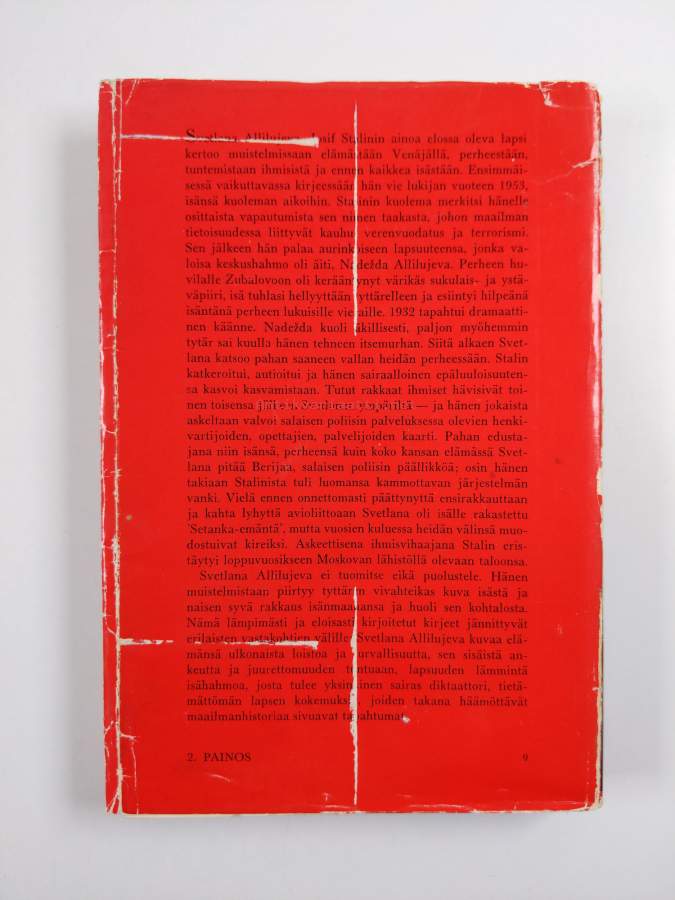 Svetlana Allilujeva, Josif Stalinin ainoa elossa oleva lapsi
kertoo muistelmissaan elämästään Venäjällä, perheestään,
tuntemistaan ihmisistä ja ennen kaikkea isästään. Ensimmäi-
sessä vaikuttavassa kirjeessään hän vie lukijan vuoteen 1953,
isänsä kuoleman aikoihin. Stalinin kuolema merkitsi hänelle
osittaista vapautumista sen nimen taakasta, johon maailman
tietoisuudessa liittyvät kauhu, verenvuodatus ja terrorismi.
Sen jälkeen hän palaa aurinkoiseen lapsuuteensa, jonka va-
loisa keskushahmo oli äiti, Nadežda Allilujeva. Perheen hu-
vilalle Zubalovoon oli kerääntynyt värikäs sukulais- ja ystä-
väpiiri, isä tuhlasi hellyyttään tyttärelleen ja esiintyi hilpeänä
isäntänä perheen lukuisille vieraille. 1932 tapahtui dramaatti-
nen käänne. Nadežda kuoli äkillisesti, paljon myöhemmin
tytär sai kuulla hänen tehneen itsemurhan. Siitä alkaen Svet-
lana katsoo pahan saaneen vallan heidän perheessään. Stalin
katkeroitui, autioitui ja hänen sairaalloinen epäluuloisuuten-
sa kasvoi kasvamistaan. Tutut rakkaat ihmiset hävisivät toi-
nen toisensa jälkeen Svetlanan ympäriltä — ja hänen jokaista
askeltaan valvoi salaisen poliisin palveluksessa olevien henki-
vartijoiden, opettajien, palvelijoiden kaarti. Pahan edusta-
jana niin isänsä, perheensä kuin koko kansan elämässä Svet-
lana pitää Berijaa, salaisen poliisin päällikköä; osin hänen
takiaan Stalinista tuli luomansa kammottavan järjestelmän
vanki. Vielä ennen onnettomasti päättynyttä ensirakkauttaan
ja kahta lyhyttä avioliittoaan Svetlana oli isälle rakastettu
'Setanka-emäntä', mutta vuosien kuluessa heidän välinsä muo-
dostuivat kireiksi. Askeettisena ihmisvihaajana Stalin eris-
täytyi loppuvuosikseen Moskovan lähistöllä olevaan taloonsa.
Svetlana Allilujeva ei tuomitse eikä puolustele. Hänen
muistelmistaan piirtyy tyttären vivahteikas kuva isästä ja
naisen syvä rakkaus isänmaahansa ja huoli sen kohtalosta.
Nämä lämpimästi ja eloisasti kirjoitetut kirjeet jännittyvät
erilaisten vastakohtien välille. Svetlana Allilujeva kuvaa elä-
mänsä ulkonaista loistoa ja turvallisuutta, sen sisäistä an-
keutta ja juurettomuuden tuntuaan, lapsuuden lämmintä
isähahmoa, josta tulee yksinäinen sairas diktaattori, tietä-
mättömän lapsen kokemuksia, joiden takana häämöttävät
maailmanhistoriaa sivuavat tapahtumat.
2. PAINOS 9